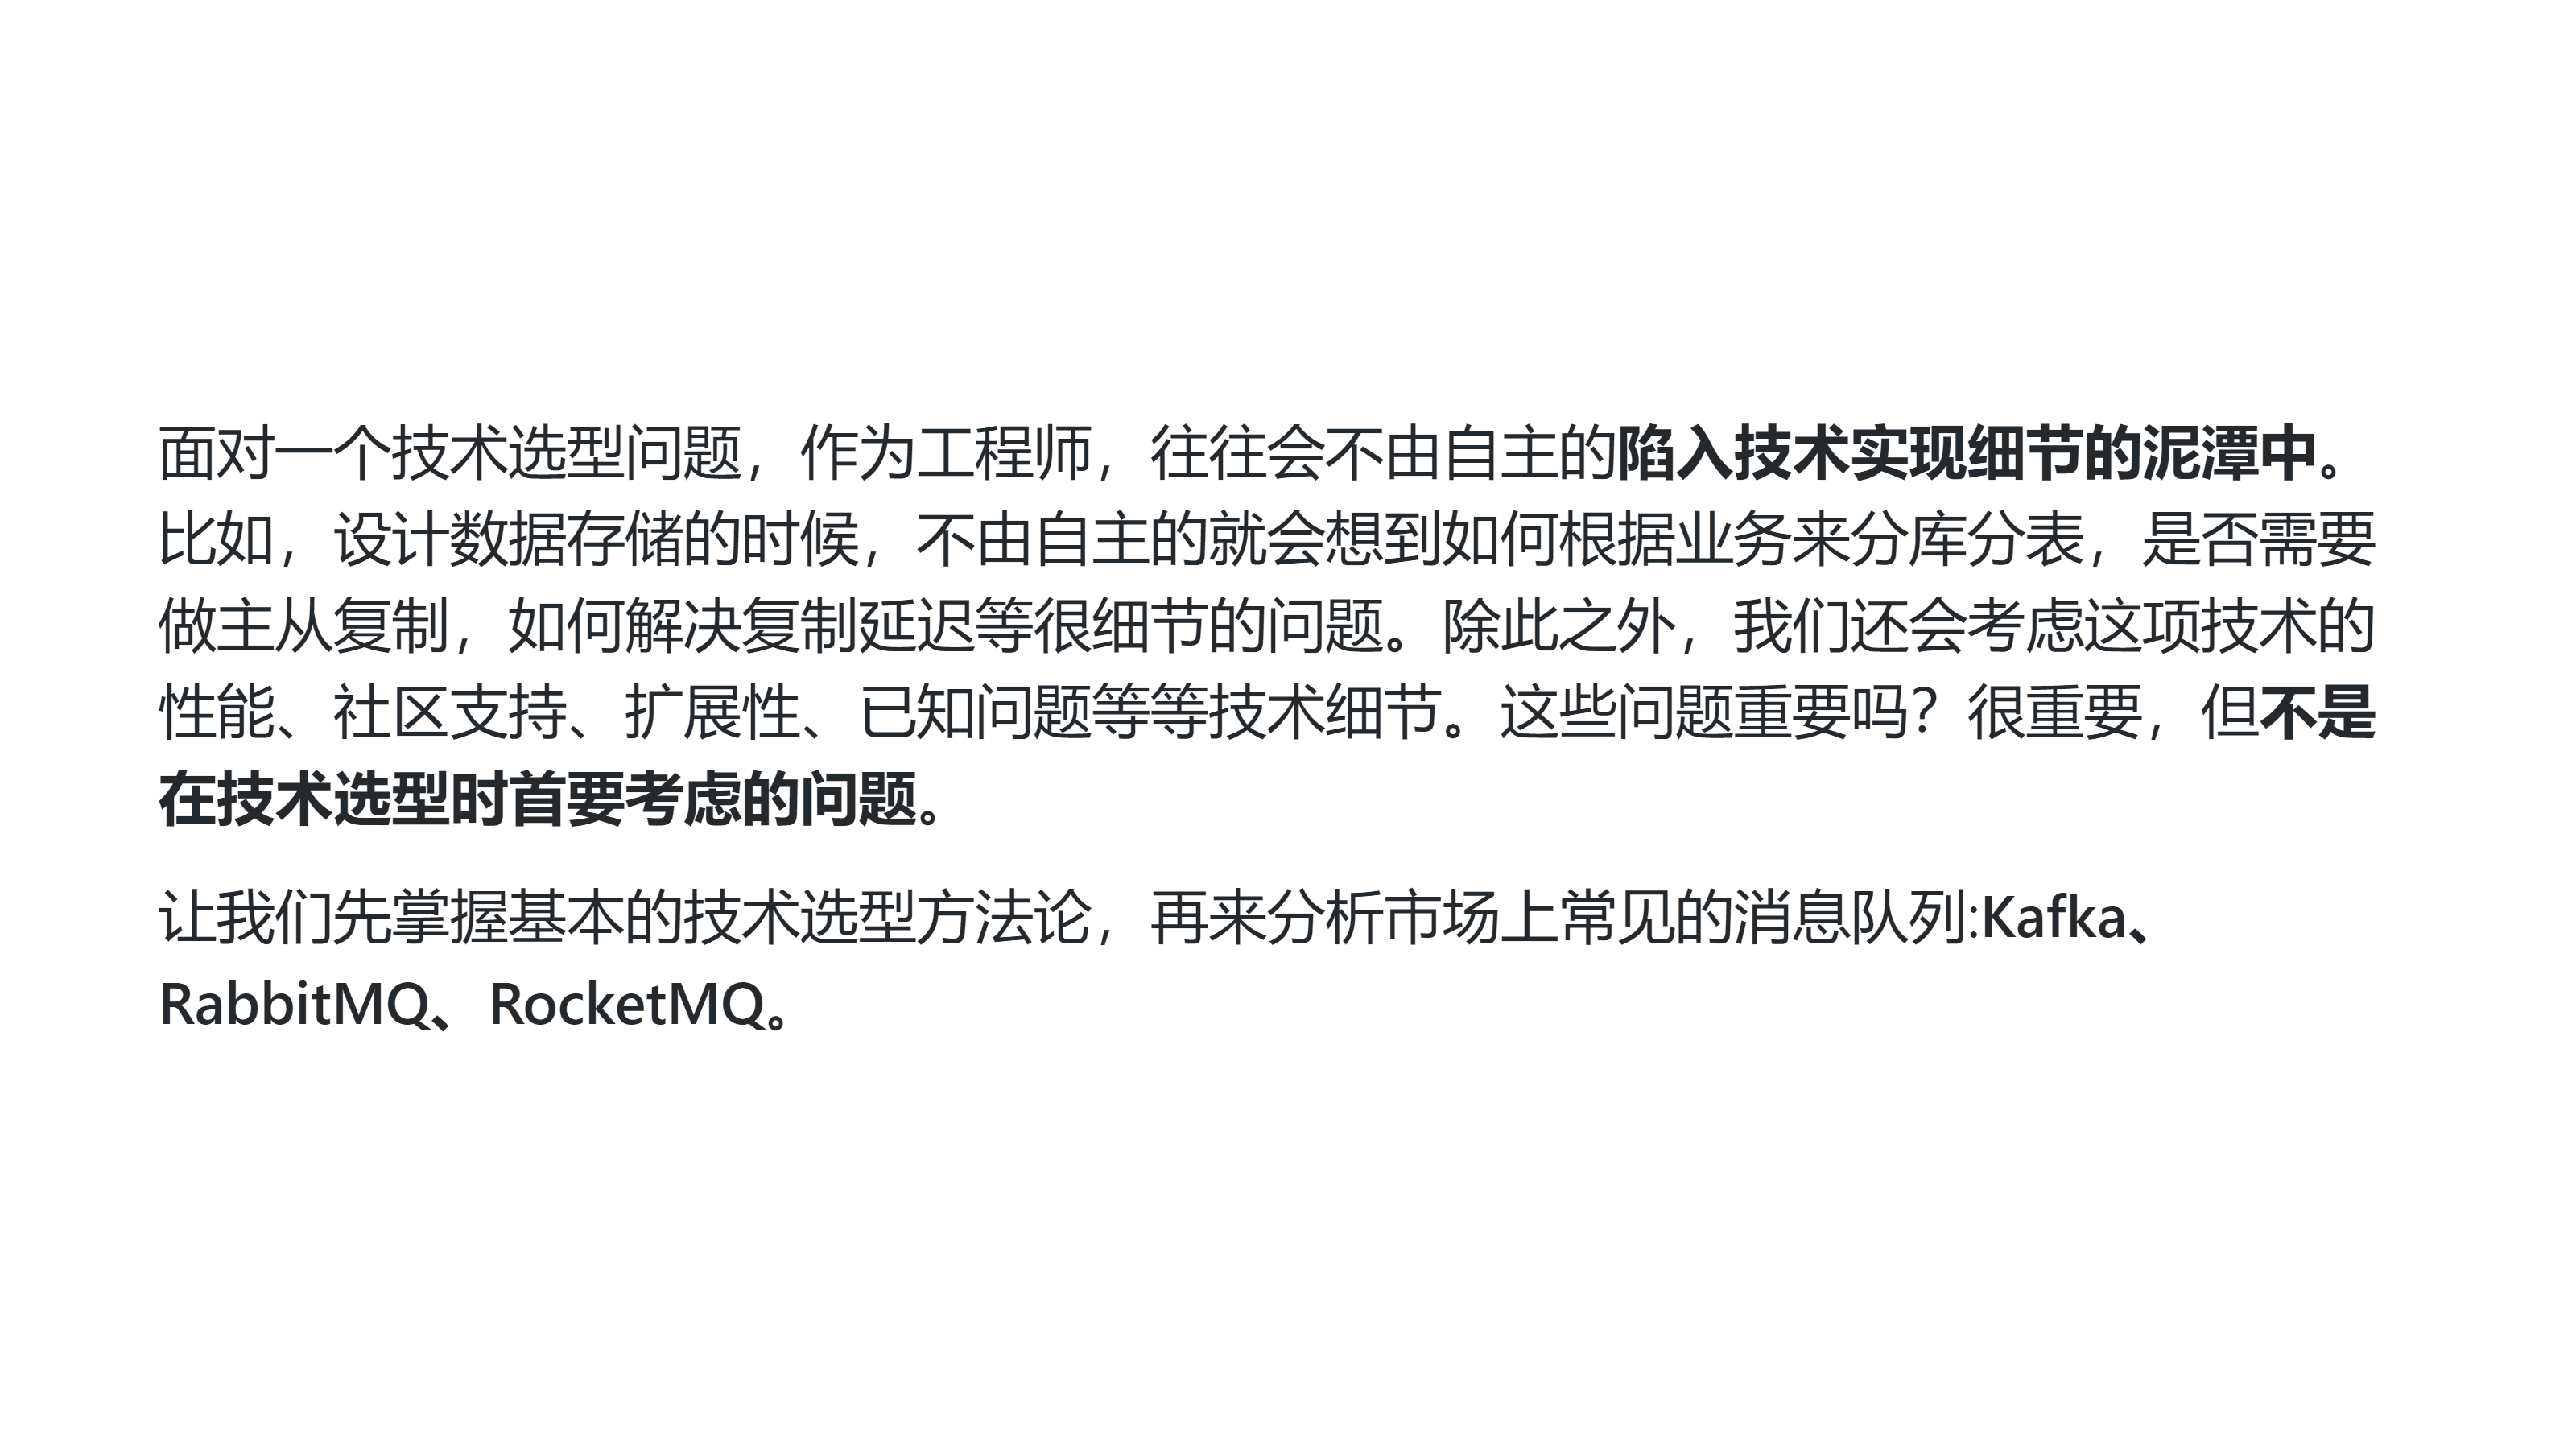 面对一个技术选型问题，作为工程师，往往会不由自主的陷入技术实现细节的泥潭中。
比如，设计数据存储的时候，不由自主的就会想到如何根据业务来分库分表，是否需要
做主从复制，如何解决复制延迟等很细节的问题。除此之外，我们还会考虑这项技术的
性能、社区支持、扩展性、已知问题等等技术细节。这些问题重要吗？很重要，但不是
在技术选型时首要考虑的问题。
让我们先掌握基本的技术选型方法论，再来分析市场上常见的消息队列:Kafka、
RabbitMQ、RocketMQ。